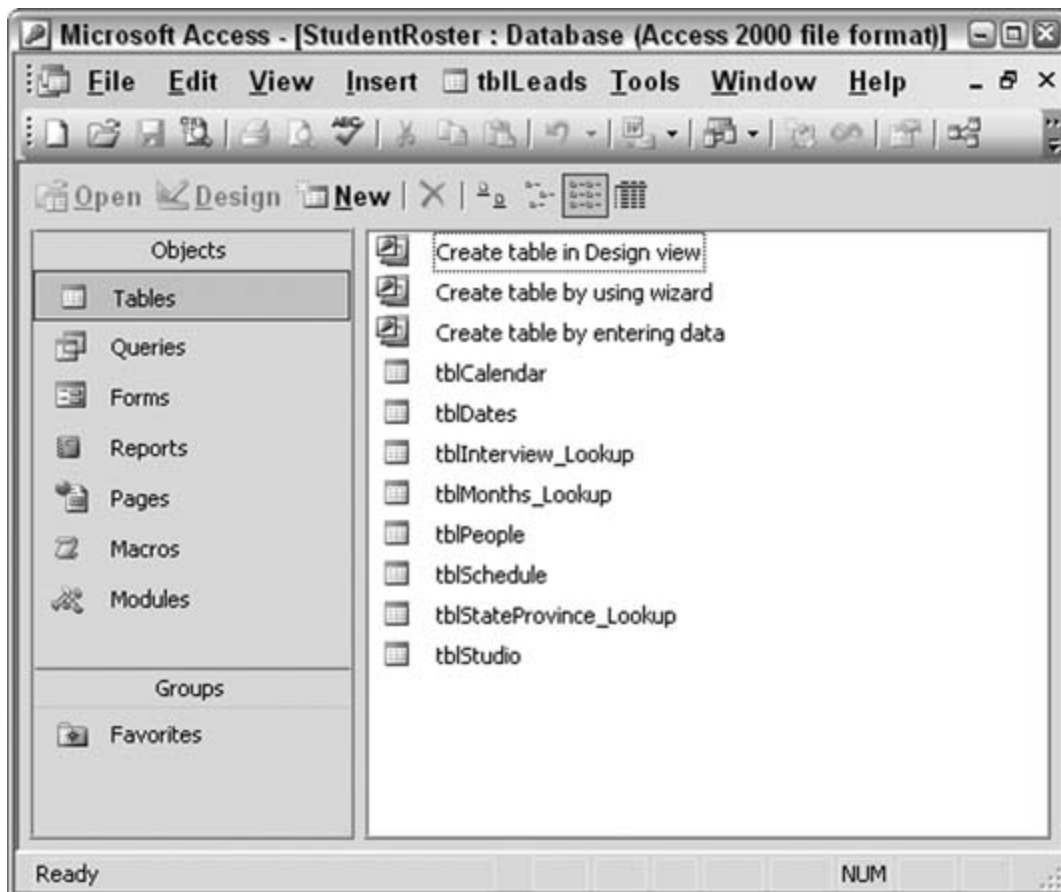 Microsoft Access - [StudentRoster : Database (Access 2000 file format)]
File Edit View Insert tblLeads Tools Window Help
Open Design New
Objects
Tables
Queries
Forms
Reports
Pages
Macros
Modules
Groups
Favorites
Create table in Design view
Create table by using wizard
Create table by entering data
tblCalendar
tblDates
tblInterview_Lookup
tblMonths_Lookup
tblPeople
tblSchedule
tblStateProvince_Lookup
tblStudio
Ready NUM